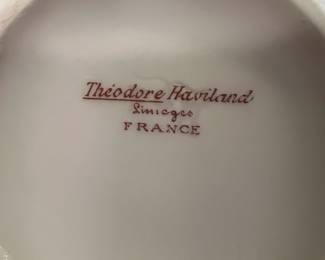 Théodore Haviland
Limoges
FRANCE